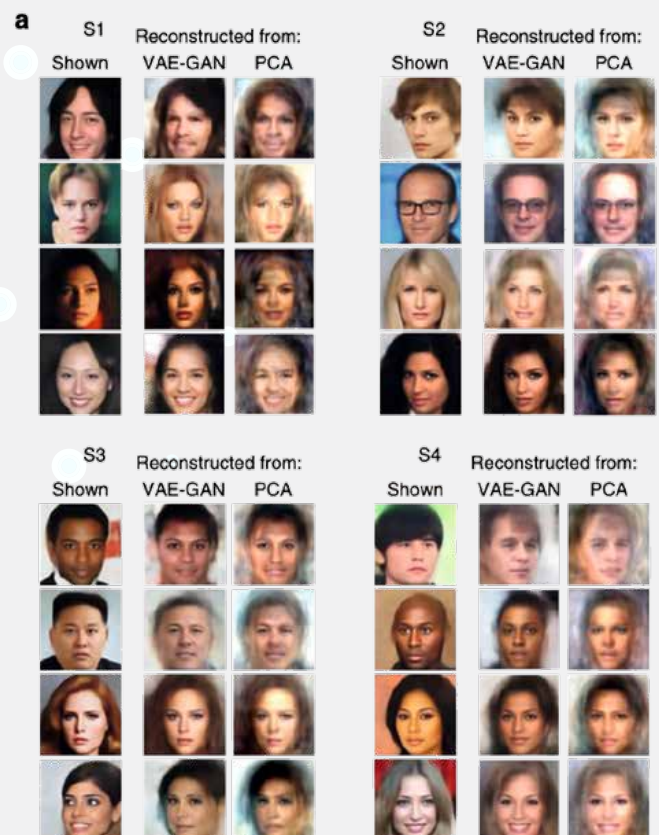 a
S1
Reconstructed from:
Shown VAE-GAN PCA
S2
Reconstructed from:
Shown VAE-GAN PCA
S3
Reconstructed from:
Shown VAE-GAN PCA
S4
Reconstructed from:
Shown VAE-GAN PCA